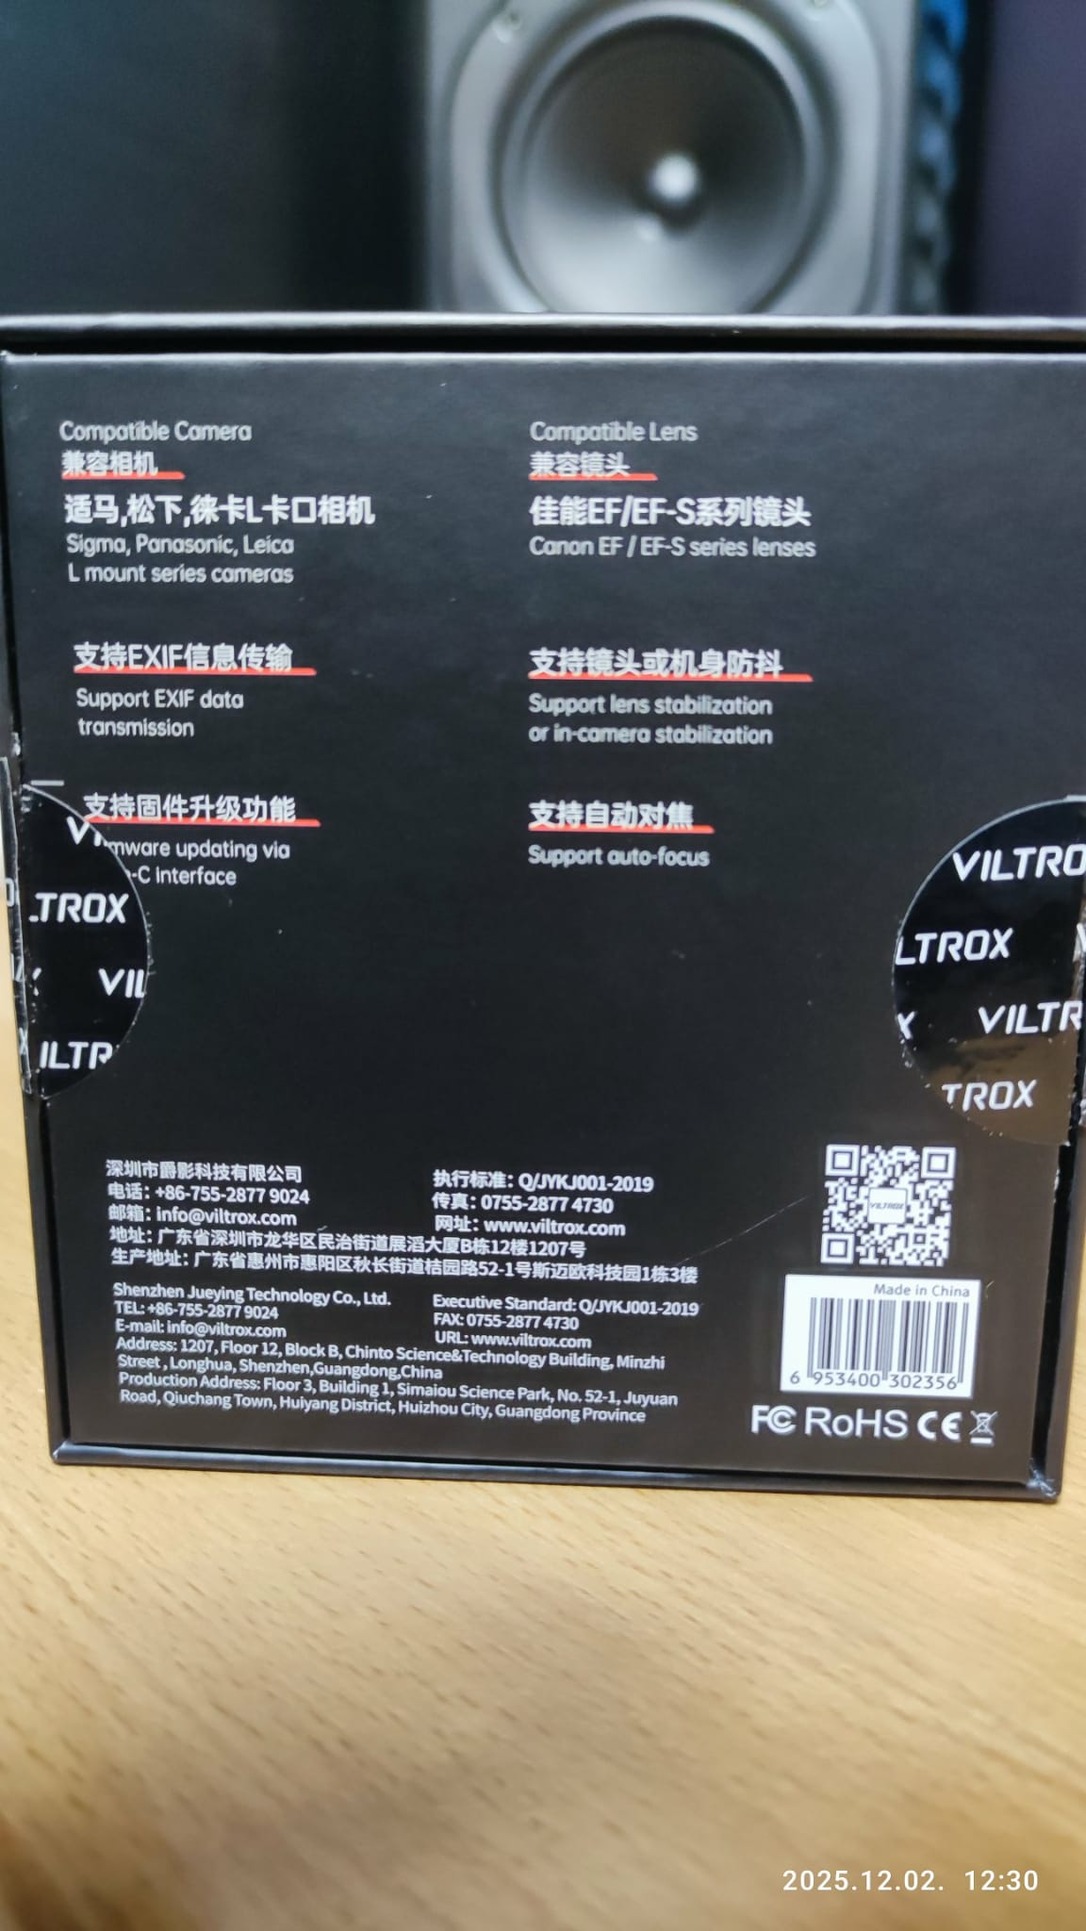 Compatible Camera
兼容相机
适马,松下,徕卡L卡口相机
Sigma, Panasonic, Leica
L mount series cameras
Compatible Lens
兼容镜头
佳能EF/EF-S系列镜头
Canon EF / EF-S series lenses
支持EXIF信息传输
Support EXIF data
transmission
支持镜头或机身防抖
Support lens stabilization
or in-camera stabilization
支持固件升级功能
mware updating via
-C interface
支持自动对焦
Support auto-focus
LTROX
VIL
ILTR
VILTRO
LTROX
VILTR
TROX
深圳市爵影科技有限公司
电话: +86-755-2877 9024
邮箱: info@viltrox.com
执行标准: Q/JYKJ001-2019
传真: 0755-2877 4730
网址: www.viltrox.com
地址: 广东省深圳市龙华区民治街道展滔大厦B栋12楼1207号
生产地址: 广东省惠州市惠阳区秋长街道桔园路52-1号斯迈欧科技园1栋3楼
Shenzhen Jueying Technology Co., Ltd.
TEL: +86-755-2877 9024
E-mail: info@viltrox.com
Executive Standard: Q/JYKJ001-2019
FAX: 0755-2877 4730
URL: www.viltrox.com
Address: 1207, Floor 12, Block B, Chinto Science&Technology Building, Minzhi
Street , Longhua, Shenzhen,Guangdong,China
Production Address: Floor 3, Building 1, Simaiou Science Park, No. 52-1, Juyuan
Road, Qiuchang Town, Huiyang District, Huizhou City, Guangdong Province
VILTROX
Made in China
6 953400 302356
FC RoHS CE
2025.12.02. 12:30